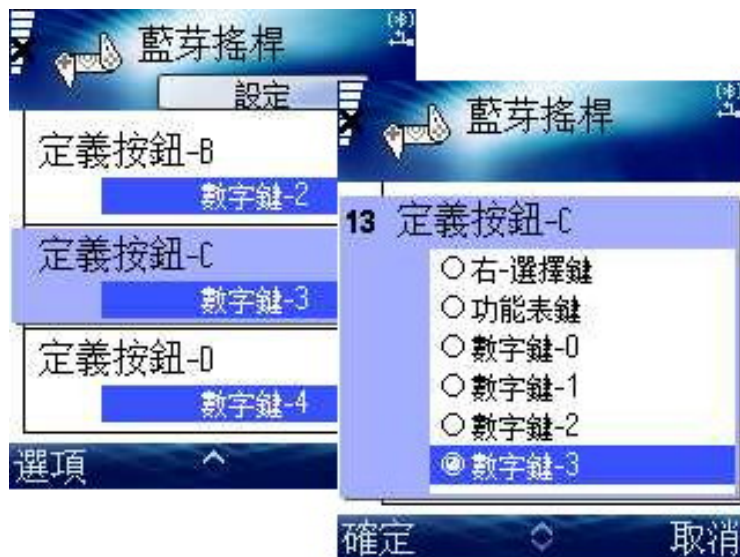 藍芽搖桿
設定
定義按鈕-B
數字鍵-2
定義按鈕-C
數字鍵-3
定義按鈕-D
數字鍵-4
選項
藍芽搖桿
13 定義按鈕-C
右-選擇鍵
功能表鍵
數字鍵-0
數字鍵-1
數字鍵-2
數字鍵-3
確定 取消